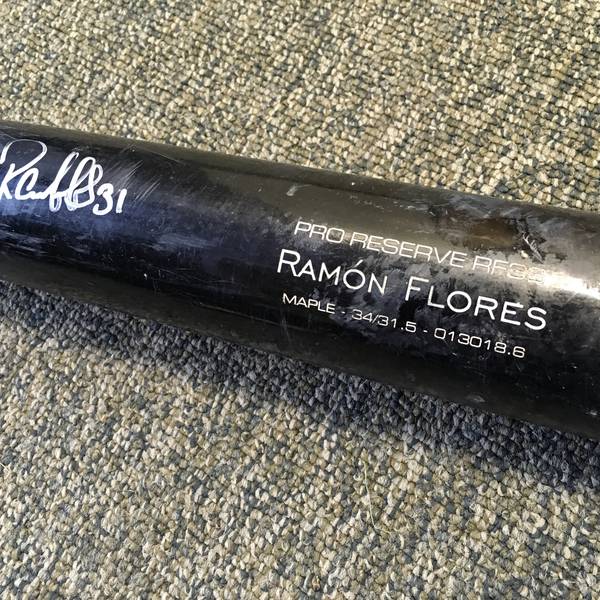 31
PRO RESERVE
RAMÓN FLORES
MAPLE - 34/31.5 - 013018.6